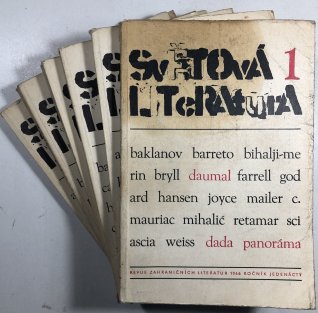 SvĚTOVÁ 1
LITERATURA
baklanov barreto bihalji-me
rin bryll daumal farrell god
ard hansen joyce mailer c.
mauriac mihalić retamar sci
ascia weiss dada panoráma
REVUE ZAHRANIČNÍCH LITERATUR 1966 ROČNÍK JEDENÁCTÝ